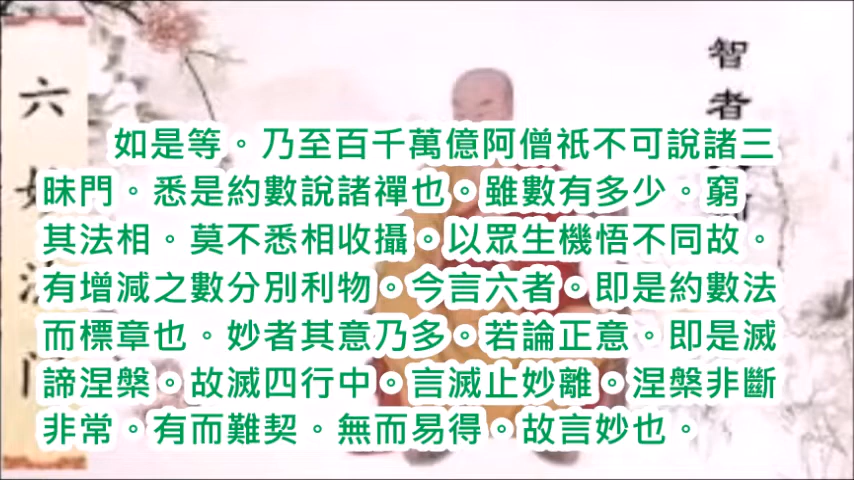 智
者
六
如是等。乃至百千萬億阿僧祇不可說諸三
昧門。悉是約數說諸禪也。雖數有多少。窮
其法相。莫不悉相收攝。以眾生機悟不同故。
有增減之數分別利物。今言六者。即是約數法
而標章也。妙者其意乃多。若論正意。即是滅
諦涅槃。故滅四行中。言滅止妙離。涅槃非斷
非常。有而難契。無而易得。故言妙也。